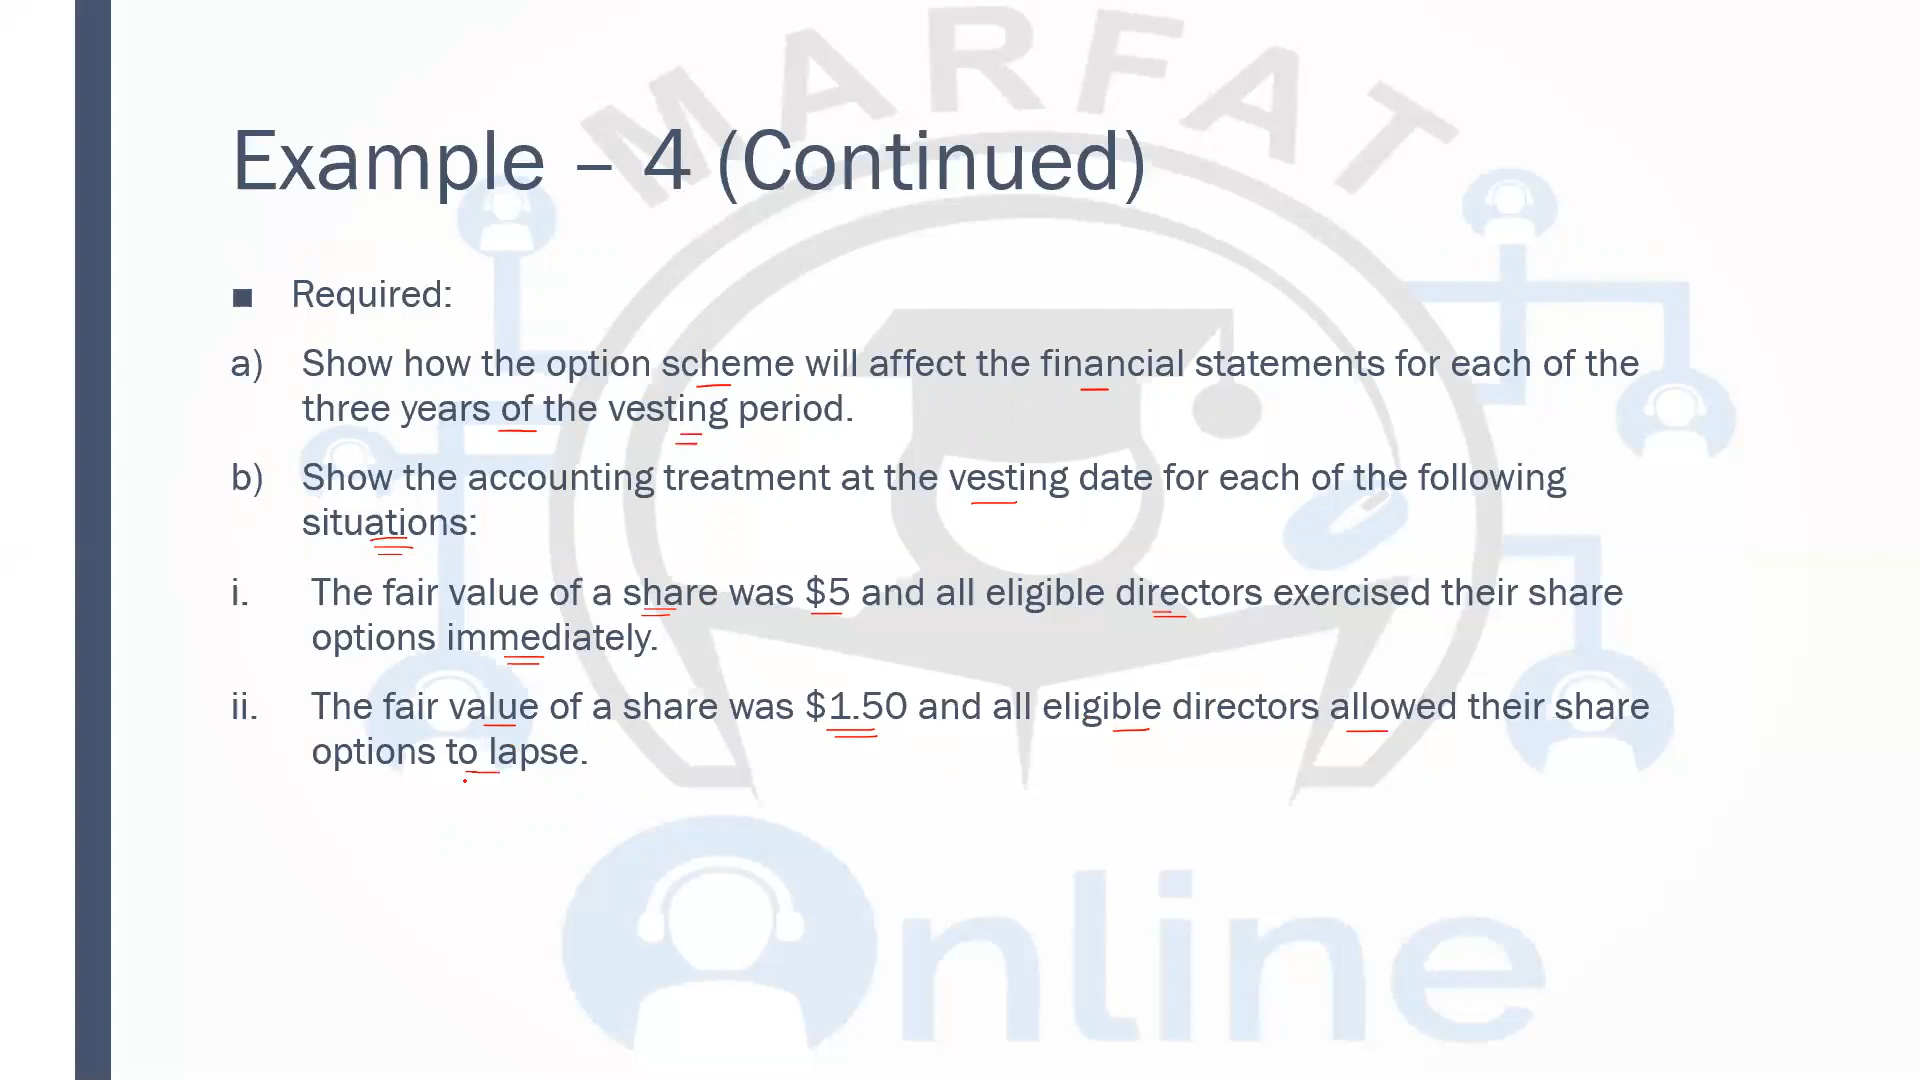 MARFAT
Example – 4 (Continued)
■ Required:
a) Show how the option scheme will affect the financial statements for each of the
three years of the vesting period.
b) Show the accounting treatment at the vesting date for each of the following
situations:
i. The fair value of a share was $5 and all eligible directors exercised their share
options immediately.
ii. The fair value of a share was $1.50 and all eligible directors allowed their share
options to lapse.
nline